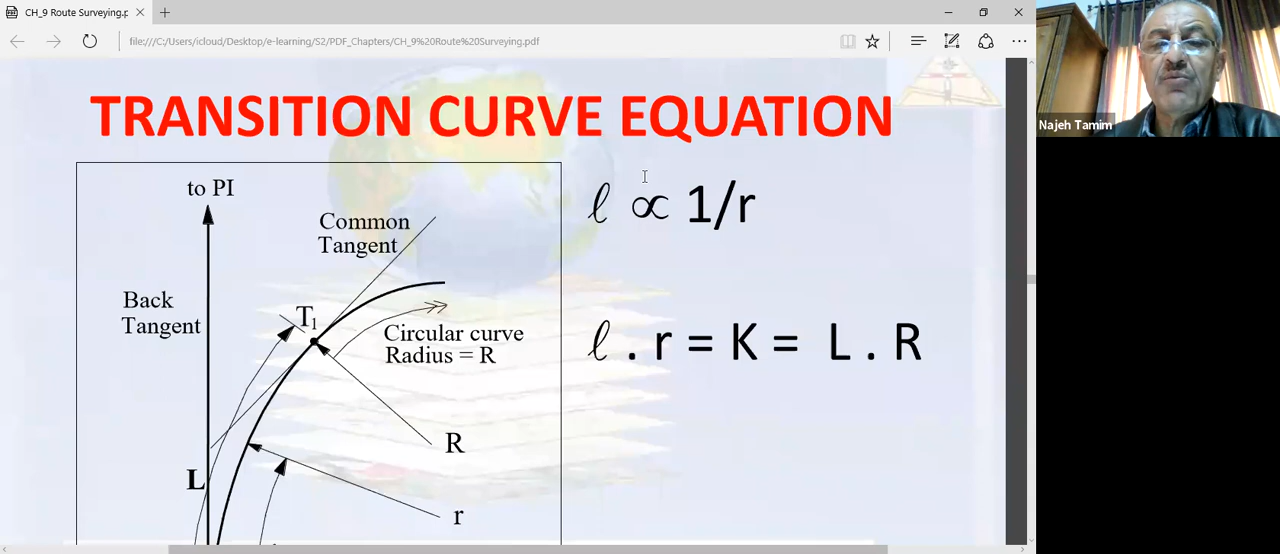 CH_9 Route Surveying.p
file:///C:/Users/icloud/Desktop/e-learning/S2/PDF_Chapters/CH_9%20Route%20Surveying.pdf
Najeh Tamim
TRANSITION CURVE EQUATION
to PI
Common
Tangent
ℓ ∝ 1/r
Back
Tangent
T1
Circular curve
Radius = R
ℓ . r = K = L . R
R
L
r